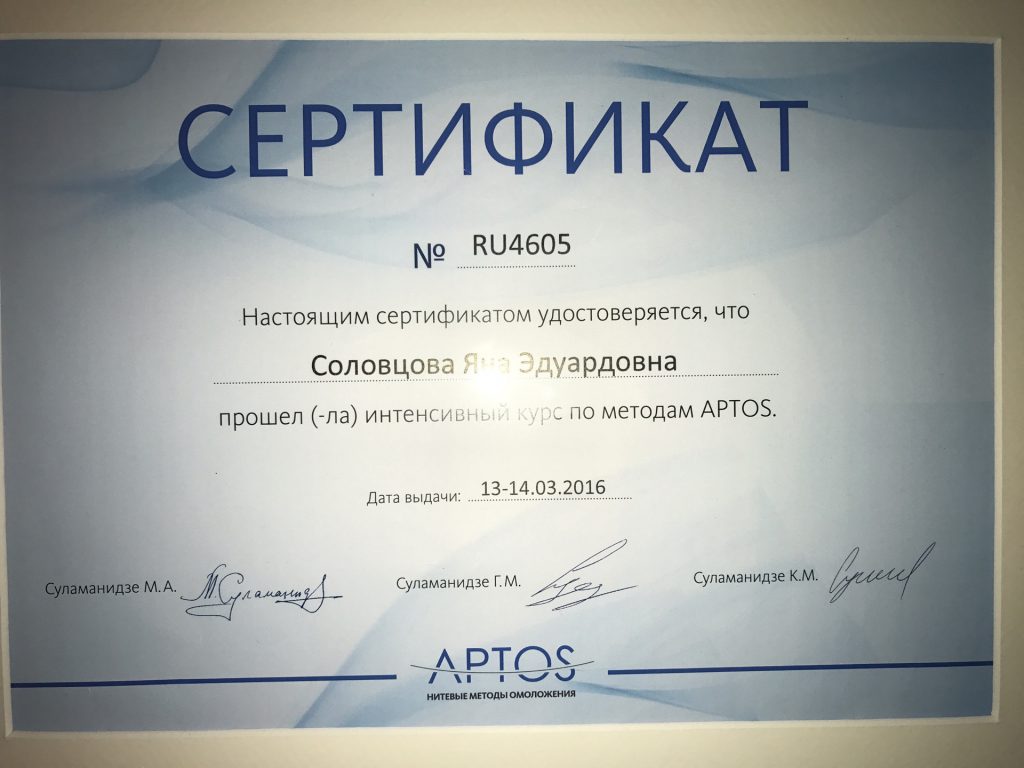 СЕРТИФИКАТ
№ RU4605
Настоящим сертификатом удостоверяется, что
Соловцова Яна Эдуардовна
прошел (-ла) интенсивный курс по методам APTOS.
Дата выдачи: 13-14.03.2016
Суламанидзе М.А. М.Суламанидзе
Суламанидзе Г.М.
Суламанидзе К.М.
APTOS
НИТЕВЫЕ МЕТОДЫ ОМОЛОЖЕНИЯ